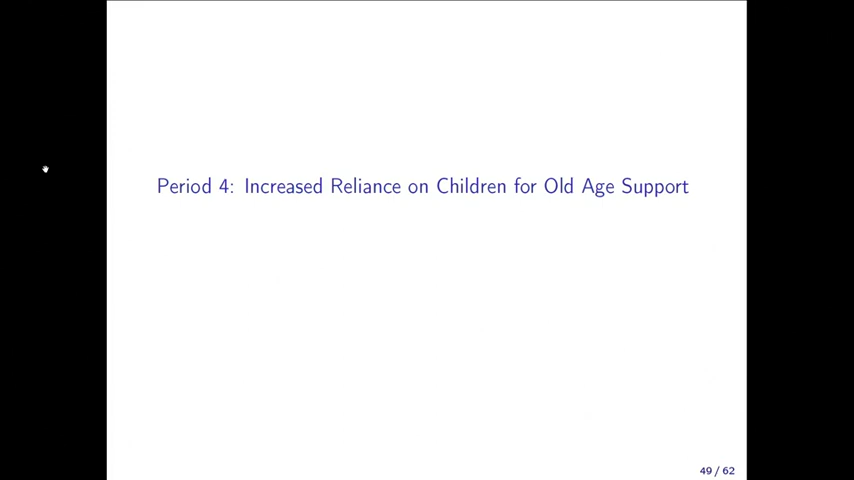 Period 4: Increased Reliance on Children for Old Age Support
49 / 62